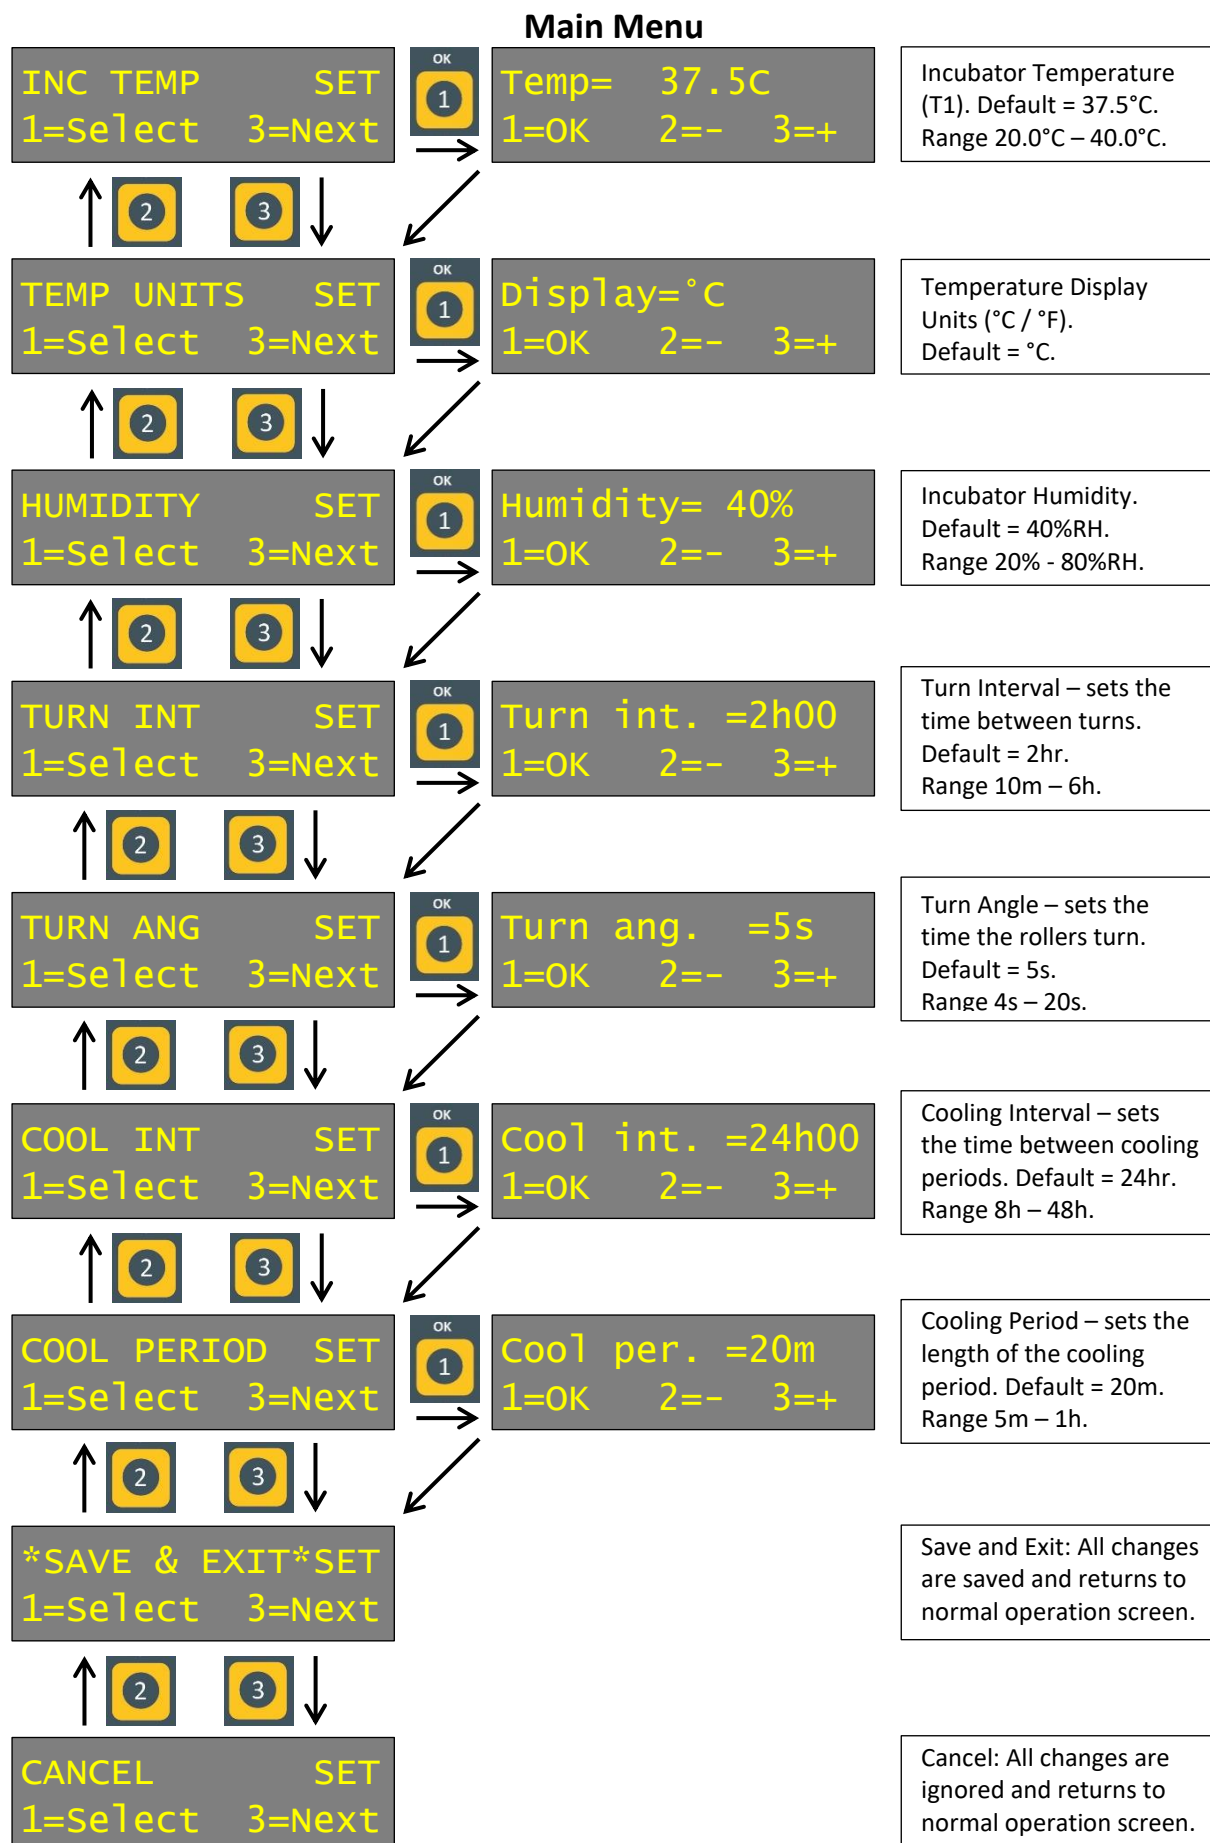 Main Menu
INC TEMP SET
1=Select 3=Next
OK
1
Temp= 37.5C
1=OK 2=- 3=+
Incubator Temperature
(T1). Default = 37.5°C.
Range 20.0°C – 40.0°C.
2
3
TEMP UNITS SET
1=Select 3=Next
OK
1
Display=°C
1=OK 2=- 3=+
Temperature Display
Units (°C / °F).
Default = °C.
2
3
HUMIDITY SET
1=Select 3=Next
OK
1
Humidity= 40%
1=OK 2=- 3=+
Incubator Humidity.
Default = 40%RH.
Range 20% - 80%RH.
2
3
TURN INT SET
1=Select 3=Next
OK
1
Turn int. =2h00
1=OK 2=- 3=+
Turn Interval – sets the
time between turns.
Default = 2hr.
Range 10m – 6h.
2
3
TURN ANG SET
1=Select 3=Next
OK
1
Turn ang. =5s
1=OK 2=- 3=+
Turn Angle – sets the
time the rollers turn.
Default = 5s.
Range 4s – 20s.
2
3
COOL INT SET
1=Select 3=Next
OK
1
Cool int. =24h00
1=OK 2=- 3=+
Cooling Interval – sets
the time between cooling
periods. Default = 24hr.
Range 8h – 48h.
2
3
COOL PERIOD SET
1=Select 3=Next
OK
1
Cool per. =20m
1=OK 2=- 3=+
Cooling Period – sets the
length of the cooling
period. Default = 20m.
Range 5m – 1h.
2
3
*SAVE & EXIT*SET
1=Select 3=Next
Save and Exit: All changes
are saved and returns to
normal operation screen.
2
3
CANCEL SET
1=Select 3=Next
Cancel: All changes are
ignored and returns to
normal operation screen.